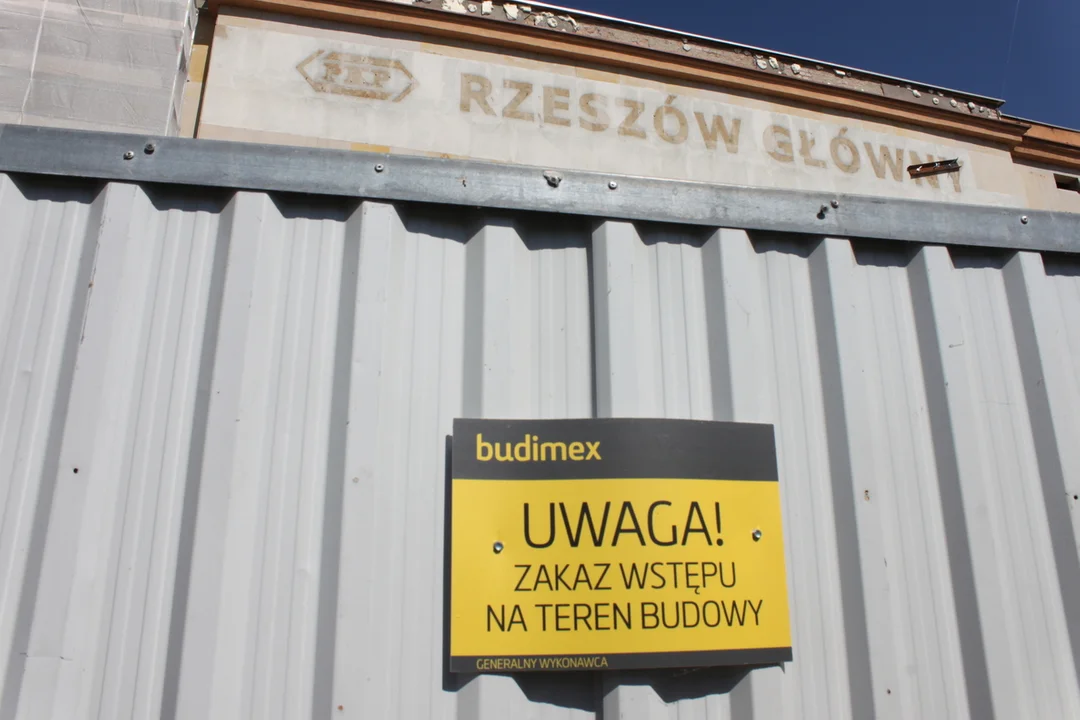 PKP RZESZÓW GŁÓWNY
budimex
UWAGA!
ZAKAZ WSTĘPU
NA TEREN BUDOWY
GENERALNY WYKONAWCA